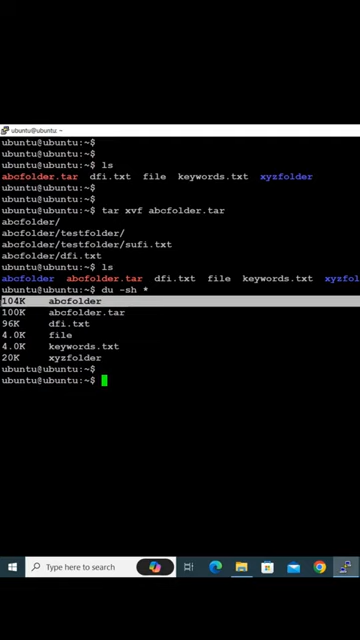 ubuntu@ubuntu: ~
ubuntu@ubuntu:~$
ubuntu@ubuntu:~$
ubuntu@ubuntu:~$ ls
abcfolder.tar dfi.txt file keywords.txt xyzfolder
ubuntu@ubuntu:~$
ubuntu@ubuntu:~$
ubuntu@ubuntu:~$ tar xvf abcfolder.tar
abcfolder/
abcfolder/testfolder/
abcfolder/testfolder/sufi.txt
abcfolder/dfi.txt
ubuntu@ubuntu:~$ ls
abcfolder abcfolder.tar dfi.txt file keywords.txt xyzfol
ubuntu@ubuntu:~$ du -sh *
104K abcfolder
100K abcfolder.tar
96K dfi.txt
4.0K file
4.0K keywords.txt
20K xyzfolder
ubuntu@ubuntu:~$
ubuntu@ubuntu:~$
Type here to search